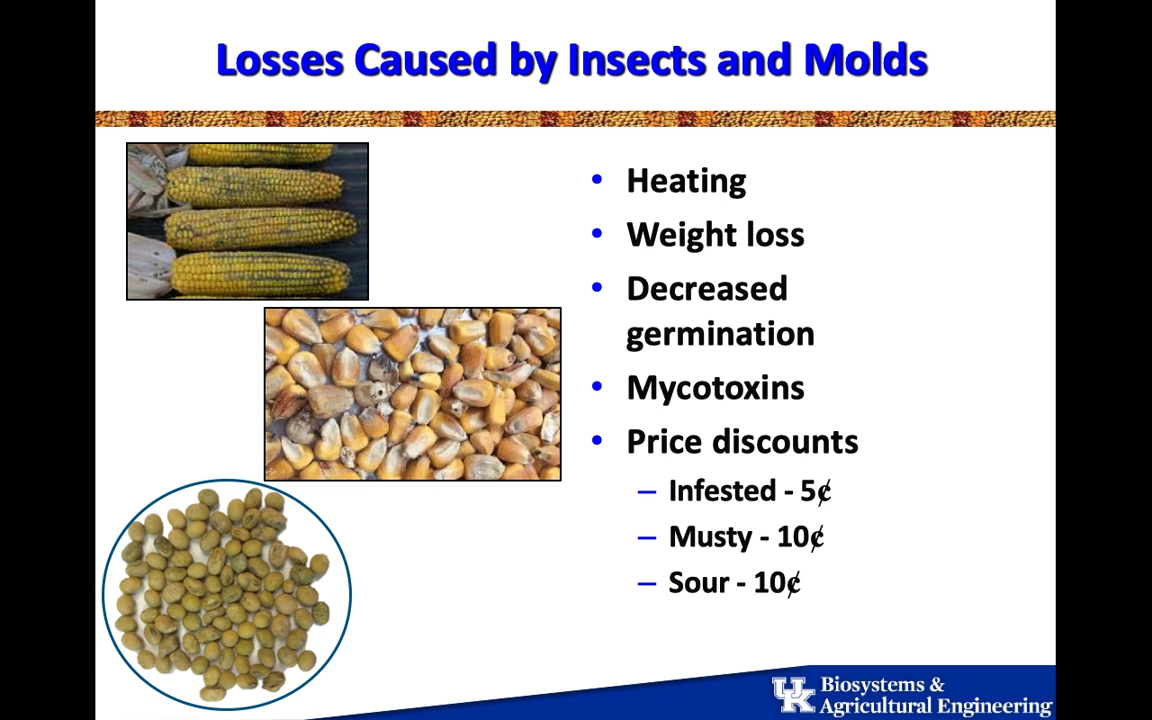 Losses Caused by Insects and Molds
• Heating
• Weight loss
• Decreased
germination
• Mycotoxins
• Price discounts
– Infested - 5¢
– Musty - 10¢
– Sour - 10¢
UK Biosystems &
Agricultural Engineering